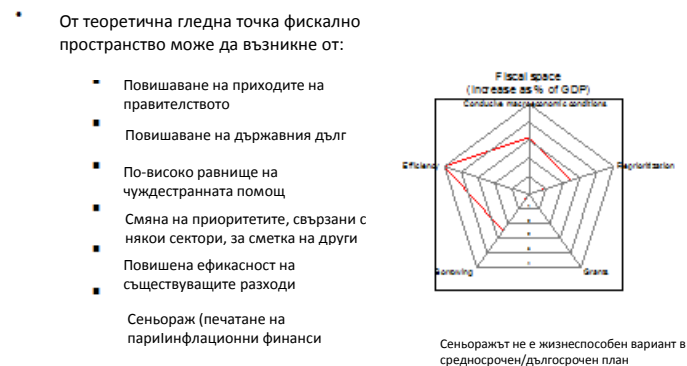 От теоретична гледна точка фискално
пространство може да възникне от:
Повишаване на приходите на
правителството
Повишаване на държавния дълг
По-високо равнище на
чуждестранната помощ
Смяна на приоритетите, свързани с
някои сектори, за сметка на други
Повишена ефикасност на
съществуващите разходи
Сеньораж (печатане на
париIинфлационни финанси
Fiscal space
(Increase as % of GDP)
Conducive macroeconomic conditions
Efficiency
Reprioritization
Borrowing
Grants
Сеньоражът не е жизнеспособен вариант в
средносрочен/дългосрочен план